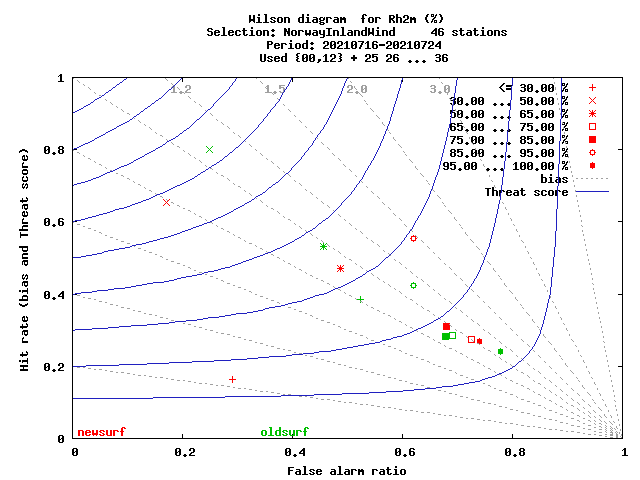 Wilson diagram  for Rh2m (%)
Selection: NorwayInlandWind     46 stations
Period: 20210716-20210724
Used {00,12} + 25 26 ... 36
1.2 1.5 2.0 3.0
<= 30.00 %
30.00 ... 50.00 %
50.00 ... 65.00 %
65.00 ... 75.00 %
75.00 ... 85.00 %
85.00 ... 95.00 %
95.00 ... 100.00 %
bias
Threat score
Hit rate (bias and Threat score)
1
0.8
0.6
0.4
0.2
0
newsurf oldsurf
0 0.2 0.4 0.6 0.8 1
False alarm ratio